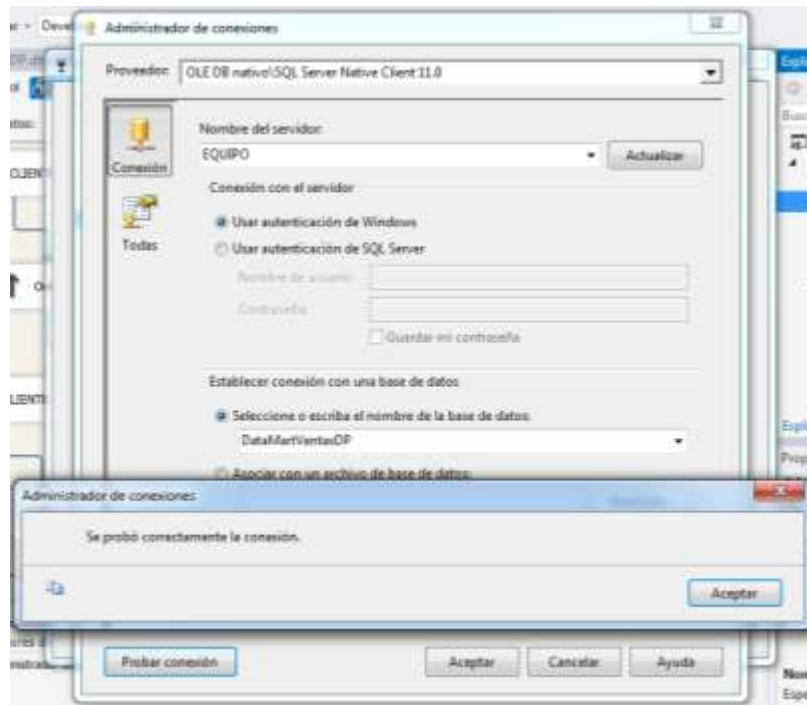 Administrador de conexiones
Proveedor: OLE DB nativo\SQL Server Native Client 11.0
Conexión
Todas
Nombre del servidor:
EQUIPO
Actualizar
Conexión con el servidor
Usar autenticación de Windows
Usar autenticación de SQL Server
Nombre de usuario:
Contraseña:
Guardar mi contraseña
Establecer conexión con una base de datos
Seleccione o escriba el nombre de la base de datos:
DataMartVentasDP
Asociar con un archivo de base de datos:
Administrador de conexiones
Se probó correctamente la conexión.
Aceptar
Probar conexión
Aceptar
Cancelar
Ayuda